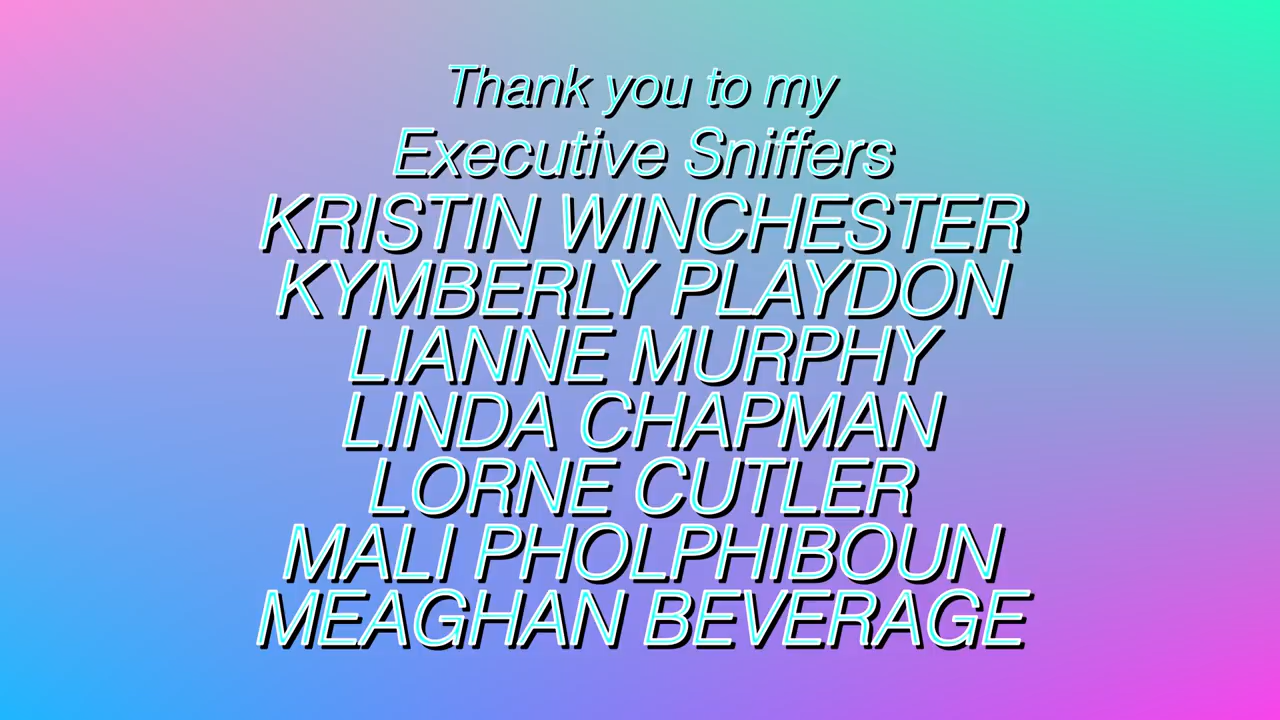 Thank you to my
Executive Sniffers
KRISTIN WINCHESTER
KYMBERLY PLAYDON
LIANNE MURPHY
LINDA CHAPMAN
LORNE CUTLER
MALI PHOLPHIBOUN
MEAGHAN BEVERAGE